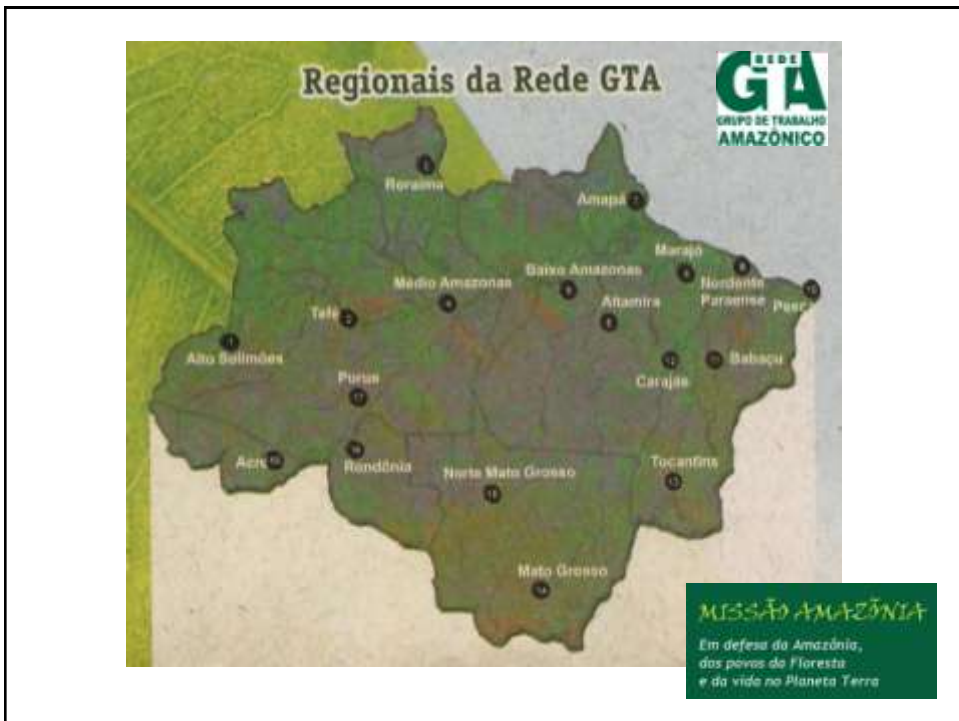 Regionais da Rede GTA
REDE
GTA
GRUPO DE TRABALHO
AMAZÔNICO
Roraima
Amapá
Marajó
Baixo Amazonas
Nordeste
Paraense
Médio Amazonas
Altamira
Tefé
Alto Solimões
Babaçu
Carajás
Purus
Acre
Rondônia
Norte Mato Grosso
Tocantins
Mato Grosso
MISSÃO AMAZÔNIA
Em defesa da Amazônia,
dos povos da Floresta
e da vida no Planeta Terra